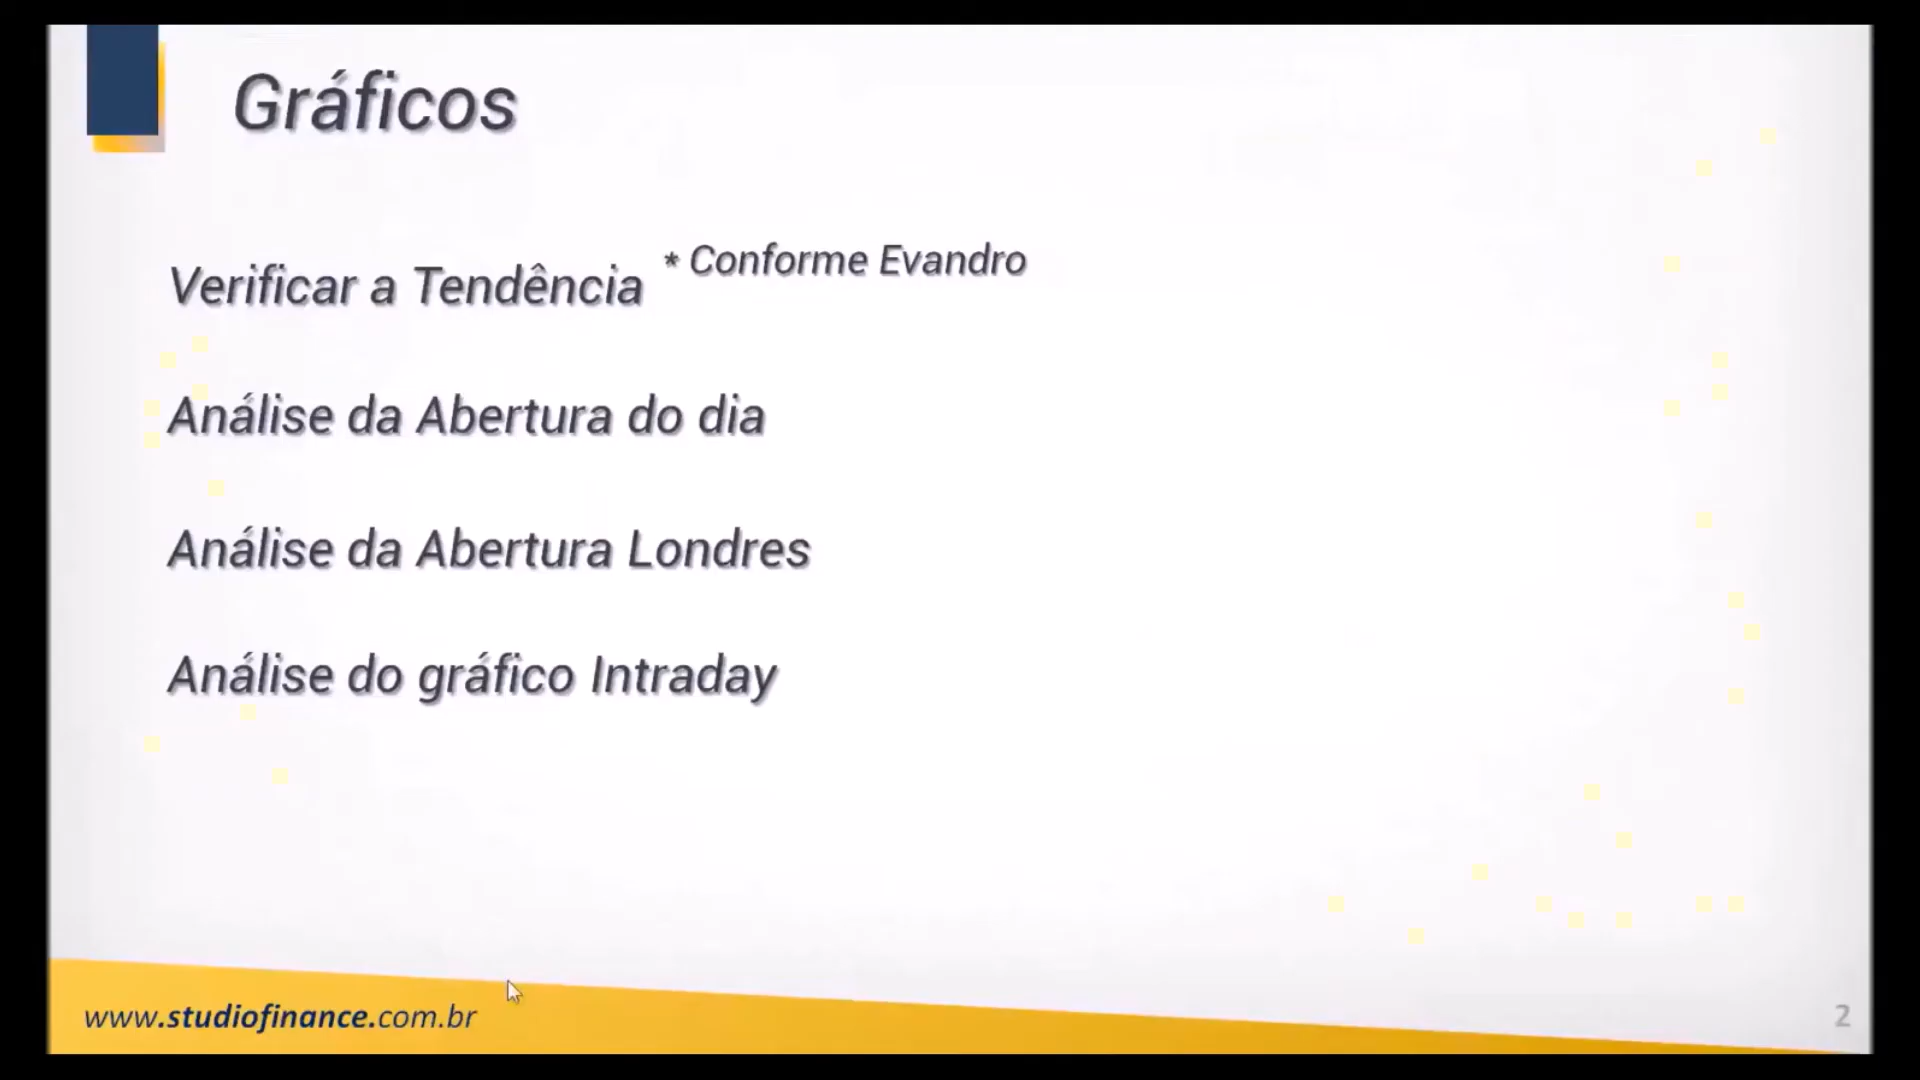 Gráficos
Verificar a Tendência * Conforme Evandro
Análise da Abertura do dia
Análise da Abertura Londres
Análise do gráfico Intraday
www.studiofinance.com.br
2